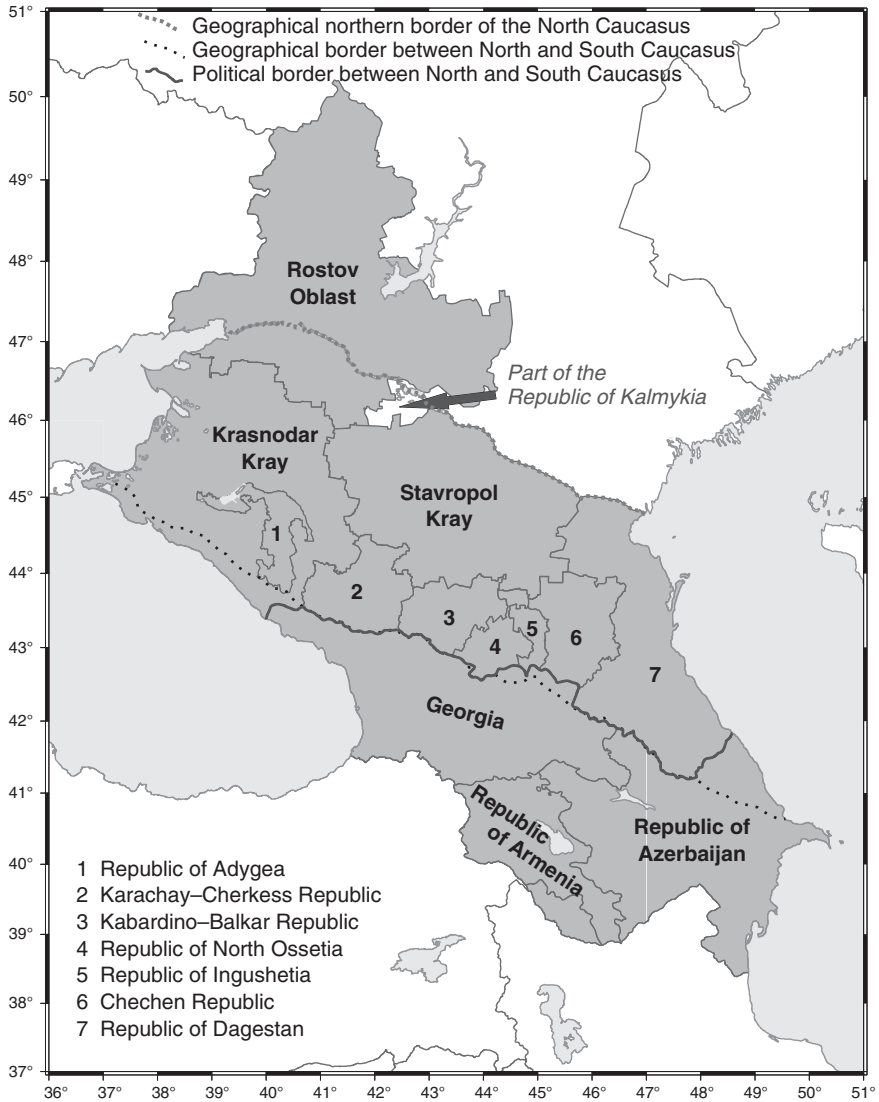 Geographical northern border of the North Caucasus
Geographical border between North and South Caucasus
Political border between North and South Caucasus
51°
50°
49°
48°
47°
46°
45°
44°
43°
42°
41°
40°
39°
38°
37°
Rostov
Oblast
Part of the
Republic of Kalmykia
Krasnodar
Kray
Stavropol
Kray
1
2
3
4
5
6
7
Georgia
Republic
of Armenia
Republic of
Azerbaijan
1 Republic of Adygea
2 Karachay–Cherkess Republic
3 Kabardino–Balkar Republic
4 Republic of North Ossetia
5 Republic of Ingushetia
6 Chechen Republic
7 Republic of Dagestan
36° 37° 38° 39° 40° 41° 42° 43° 44° 45° 46° 47° 48° 49° 50° 51°